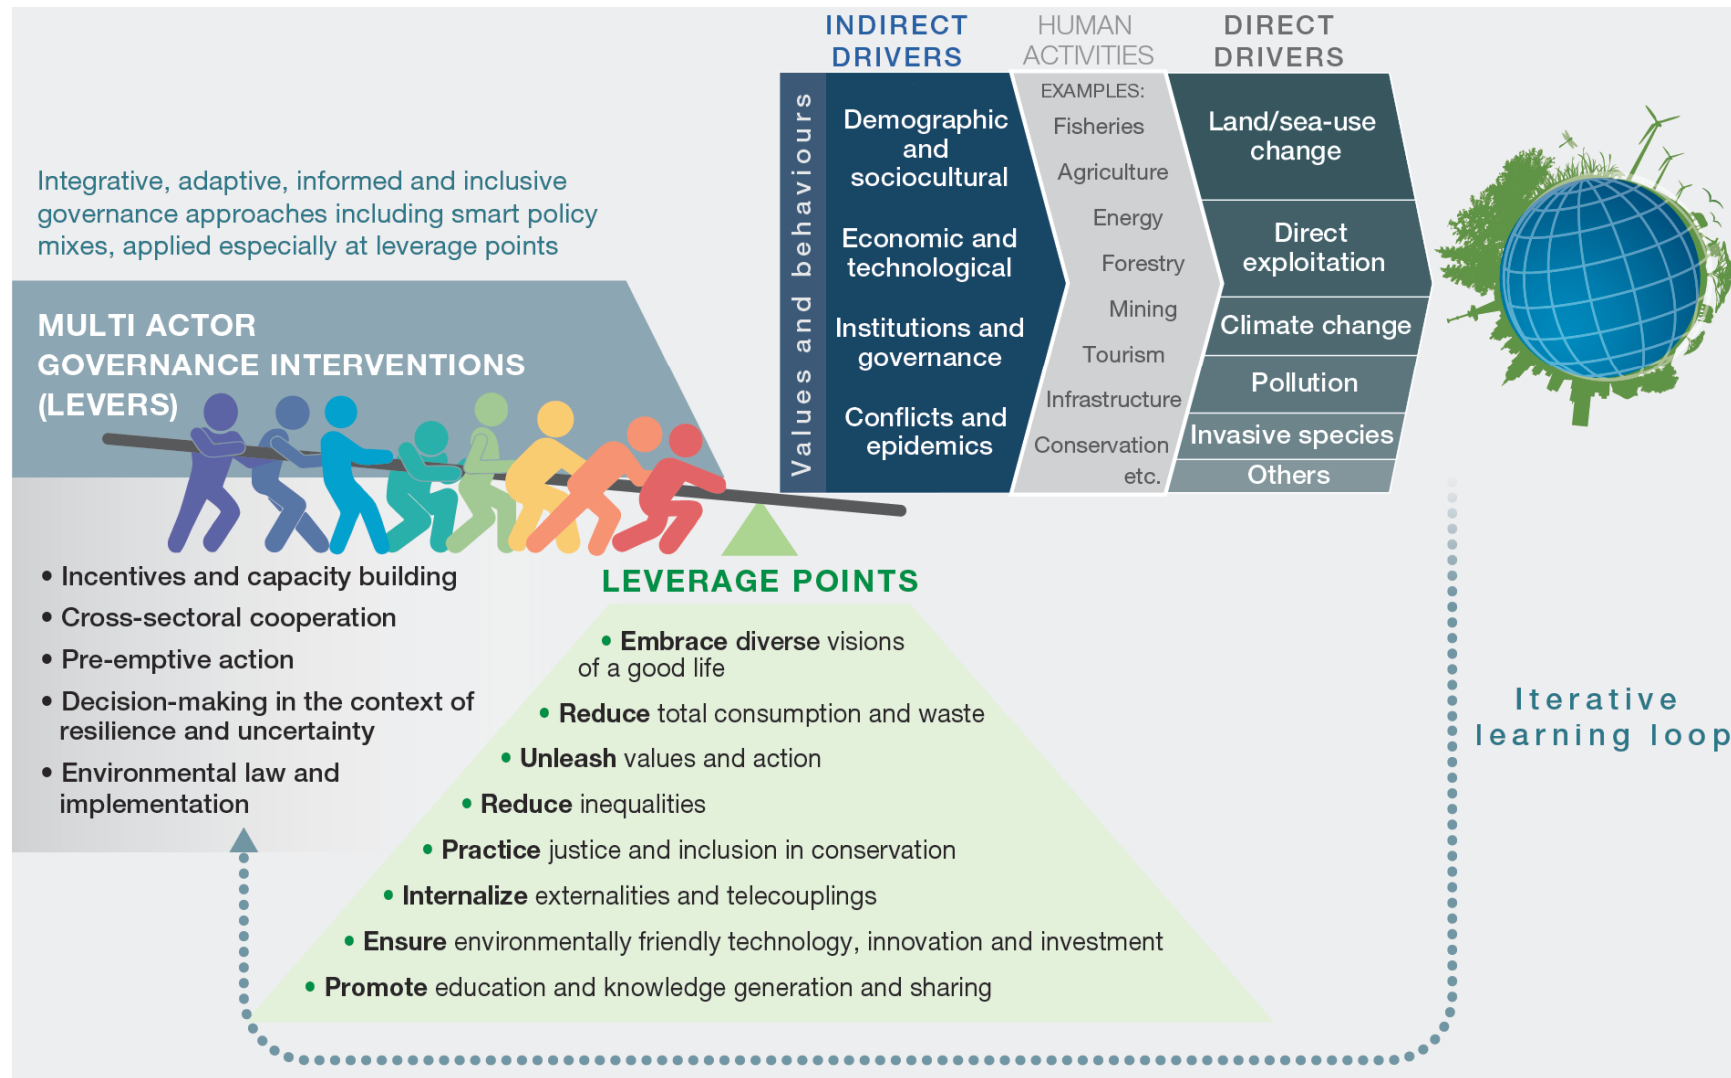 Integrative, adaptive, informed and inclusive
governance approaches including smart policy
mixes, applied especially at leverage points
MULTI ACTOR
GOVERNANCE INTERVENTIONS
(LEVERS)
• Incentives and capacity building
• Cross-sectoral cooperation
• Pre-emptive action
• Decision-making in the context of
resilience and uncertainty
• Environmental law and
implementation
LEVERAGE POINTS
• Embrace diverse visions
of a good life
• Reduce total consumption and waste
• Unleash values and action
• Reduce inequalities
• Practice justice and inclusion in conservation
• Internalize externalities and telecouplings
• Ensure environmentally friendly technology, innovation and investment
• Promote education and knowledge generation and sharing
Values and behaviours
INDIRECT
DRIVERS
Demographic
and
sociocultural
Economic and
technological
Institutions and
governance
Conflicts and
epidemics
HUMAN
ACTIVITIES
EXAMPLES:
Fisheries
Agriculture
Energy
Forestry
Mining
Tourism
Infrastructure
Conservation
etc.
DIRECT
DRIVERS
Land/sea-use
change
Direct
exploitation
Climate change
Pollution
Invasive species
Others
Iterative
learning loop